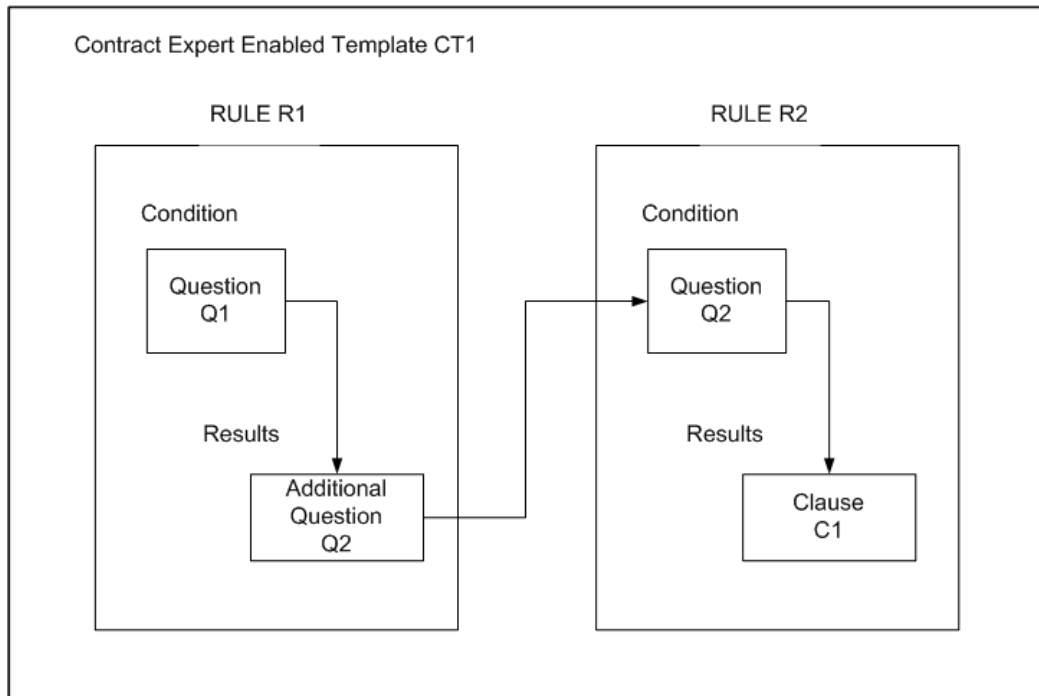 Contract Expert Enabled Template CT1
RULE R1
Condition
Question
Q1
Results
Additional
Question
Q2
RULE R2
Condition
Question
Q2
Results
Clause
C1